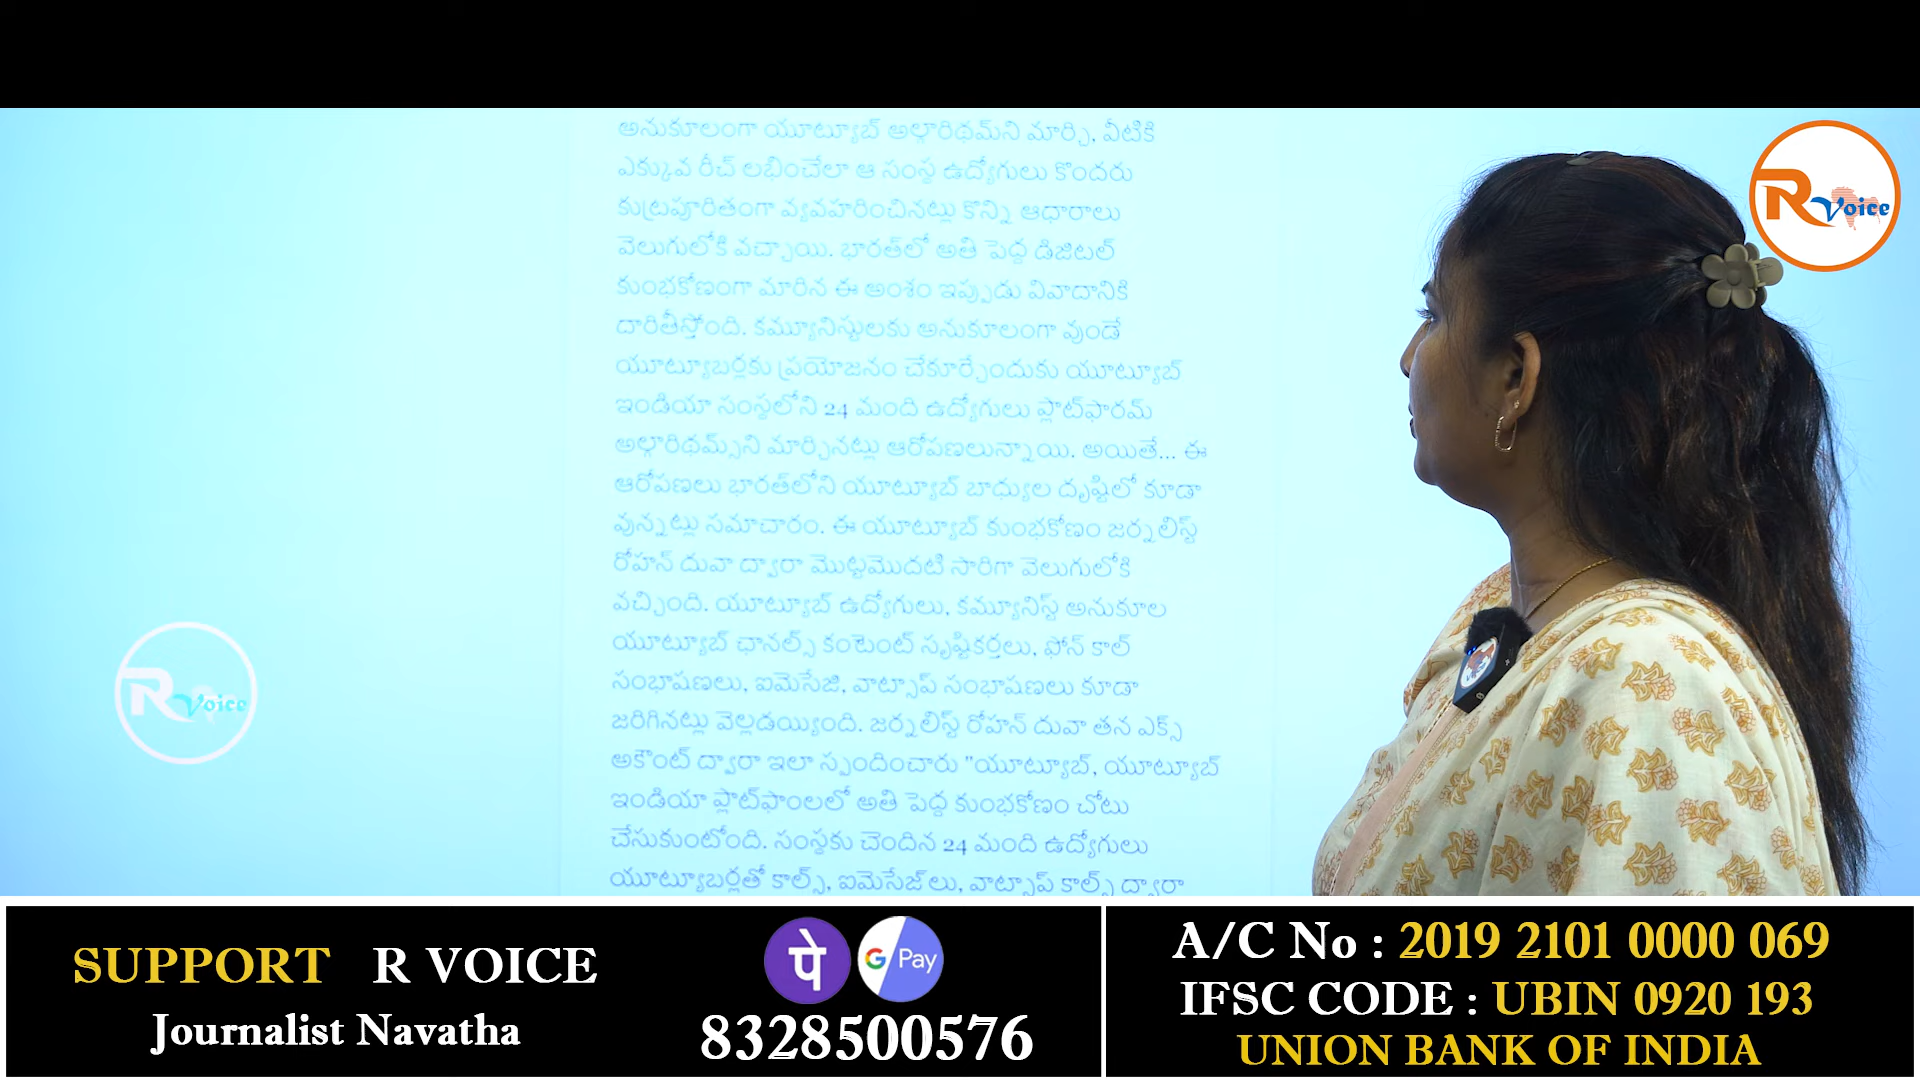 అనుకూలంగా యూట్యూబ్ అల్గారిథమ్‌ని మార్చి, వీటికి
ఎక్కువ రీచ్ లభించేలా ఆ సంస్థ ఉద్యోగులు కొందరు
కుట్రపూరితంగా వ్యవహరించినట్లు కొన్ని ఆధారాలు
వెలుగులోకి వచ్చాయి. భారత్‌లో అతి పెద్ద డిజిటల్
కుంభకోణంగా మారిన ఈ అంశం ఇప్పుడు వివాదానికి
దారితీస్తోంది. కమ్యూనిస్టులకు అనుకూలంగా వుండే
యూట్యూబర్లకు ప్రయోజనం చేకూర్చేందుకు యూట్యూబ్
ఇండియా సంస్థలోని 24 మంది ఉద్యోగులు ప్లాట్‌ఫారమ్
అల్గారిథమ్స్‌ని మార్చినట్లు ఆరోపణలున్నాయి. అయితే... ఈ
ఆరోపణలు భారత్‌లోని యూట్యూబ్ బాధ్యుల దృష్టిలో కూడా
వున్నట్లు సమాచారం. ఈ యూట్యూబ్ కుంభకోణం జర్నలిస్ట్
రోహన్ దువా ద్వారా మొట్టమొదటి సారిగా వెలుగులోకి
వచ్చింది. యూట్యూబ్ ఉద్యోగులు, కమ్యూనిస్ట్ అనుకూల
యూట్యూబ్ ఛానల్స్ కంటెంట్ సృష్టికర్తలు, ఫోన్ కాల్
సంభాషణలు, ఐమెసేజి, వాట్సాప్ సంభాషణలు కూడా
జరిగినట్లు వెల్లడయ్యింది. జర్నలిస్ట్ రోహన్ దువా తన ఎక్స్
అకౌంట్ ద్వారా ఇలా స్పందించారు "యూట్యూబ్, యూట్యూబ్
ఇండియా ప్లాట్‌ఫాంలలో అతి పెద్ద కుంభకోణం చోటు
చేసుకుంటోంది. సంస్థకు చెందిన 24 మంది ఉద్యోగులు
యూట్యూబర్లతో కాల్స్, ఐమెసేజ్‌లు, వాట్సాప్ కాల్స్ ద్వారా
R Voice
R Voice
SUPPORT R VOICE
Journalist Navatha
पे
G Pay
8328500576
A/C No : 2019 2101 0000 069
IFSC CODE : UBIN 0920 193
UNION BANK OF INDIA